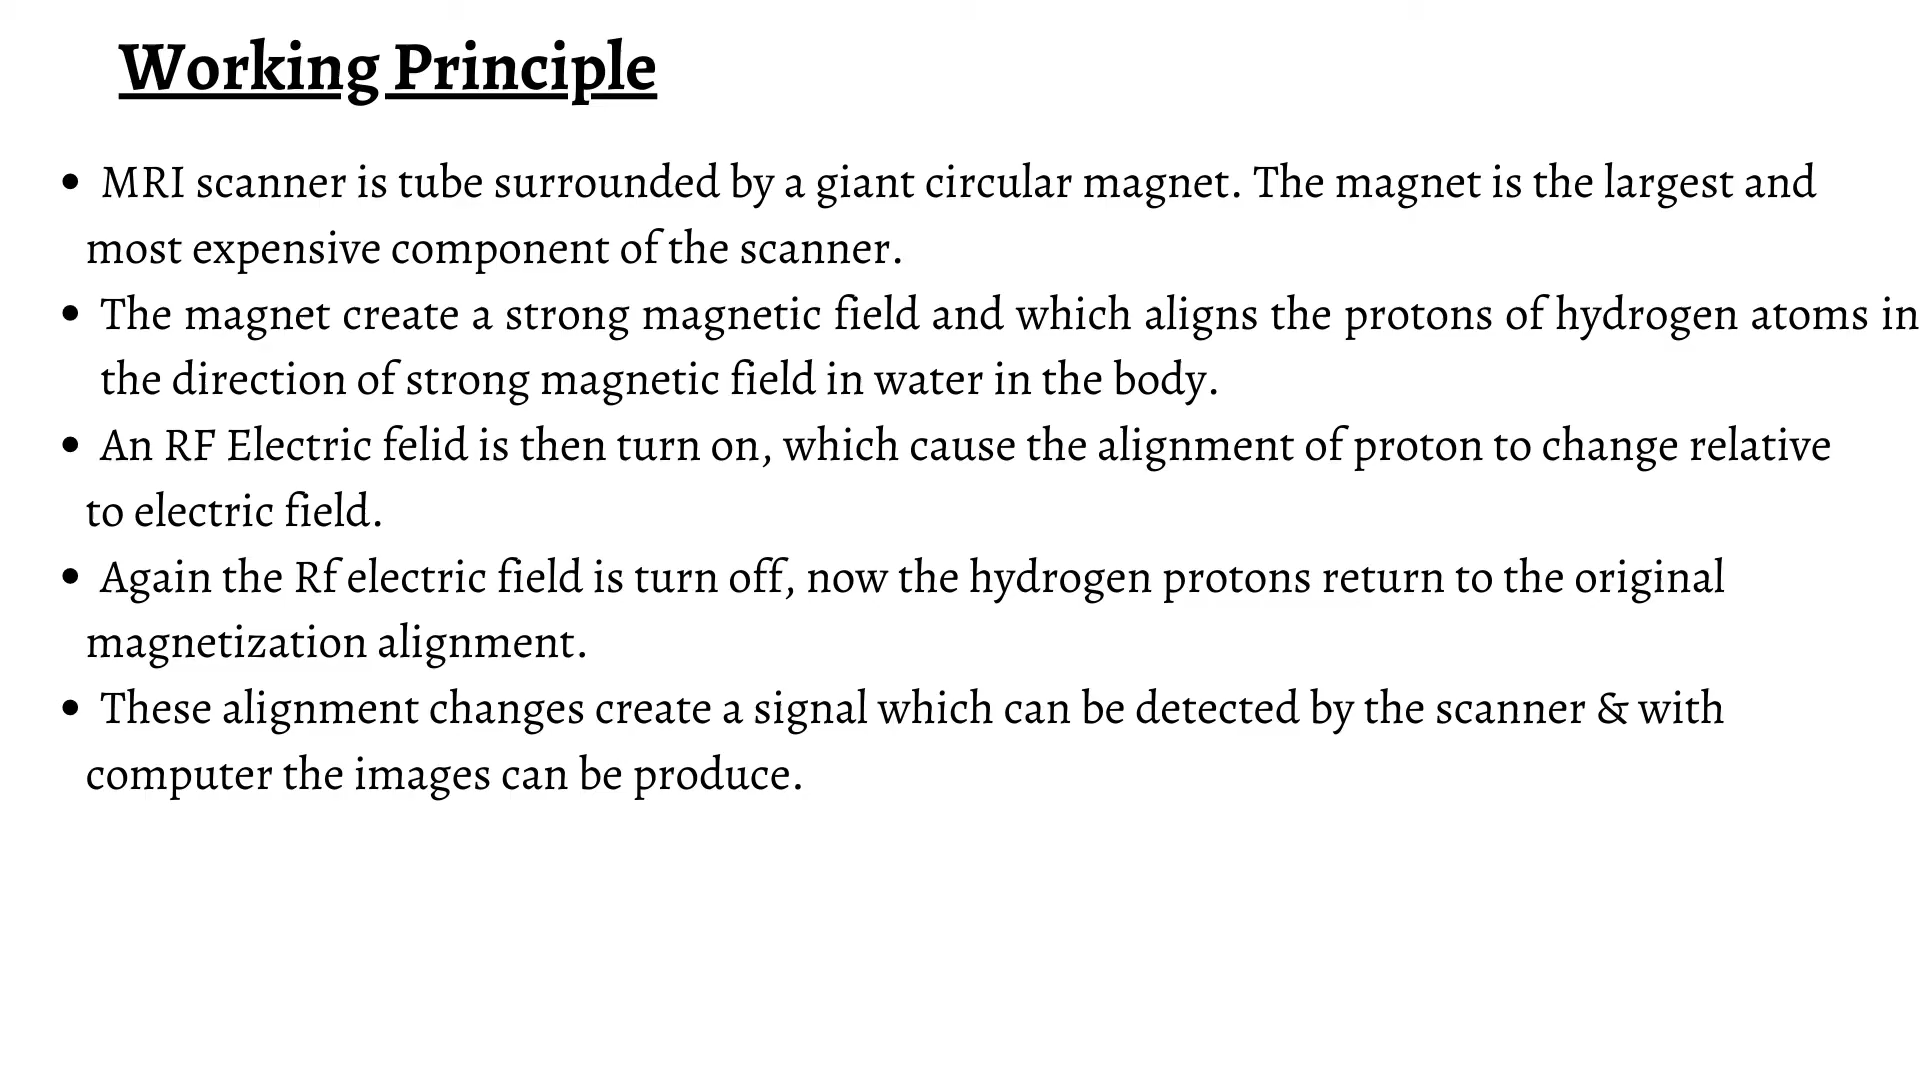 Working Principle
• MRI scanner is tube surrounded by a giant circular magnet. The magnet is the largest and
most expensive component of the scanner.
• The magnet create a strong magnetic field and which aligns the protons of hydrogen atoms in
the direction of strong magnetic field in water in the body.
• An RF Electric felid is then turn on, which cause the alignment of proton to change relative
to electric field.
• Again the Rf electric field is turn off, now the hydrogen protons return to the original
magnetization alignment.
• These alignment changes create a signal which can be detected by the scanner & with
computer the images can be produce.